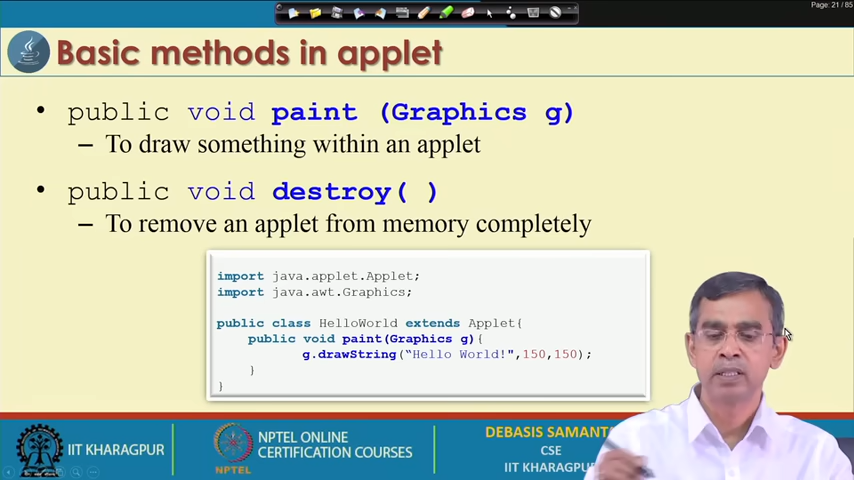 Page: 21 / 85
Basic methods in applet
• public void paint (Graphics g)
– To draw something within an applet
• public void destroy( )
– To remove an applet from memory completely
import java.applet.Applet;
import java.awt.Graphics;
public class HelloWorld extends Applet{
public void paint(Graphics g){
g.drawString("Hello World!",150,150);
}
}
IIT KHARAGPUR
NPTEL
NPTEL ONLINE
CERTIFICATION COURSES
DEBASIS SAMANTA
CSE
IIT KHARAGPUR